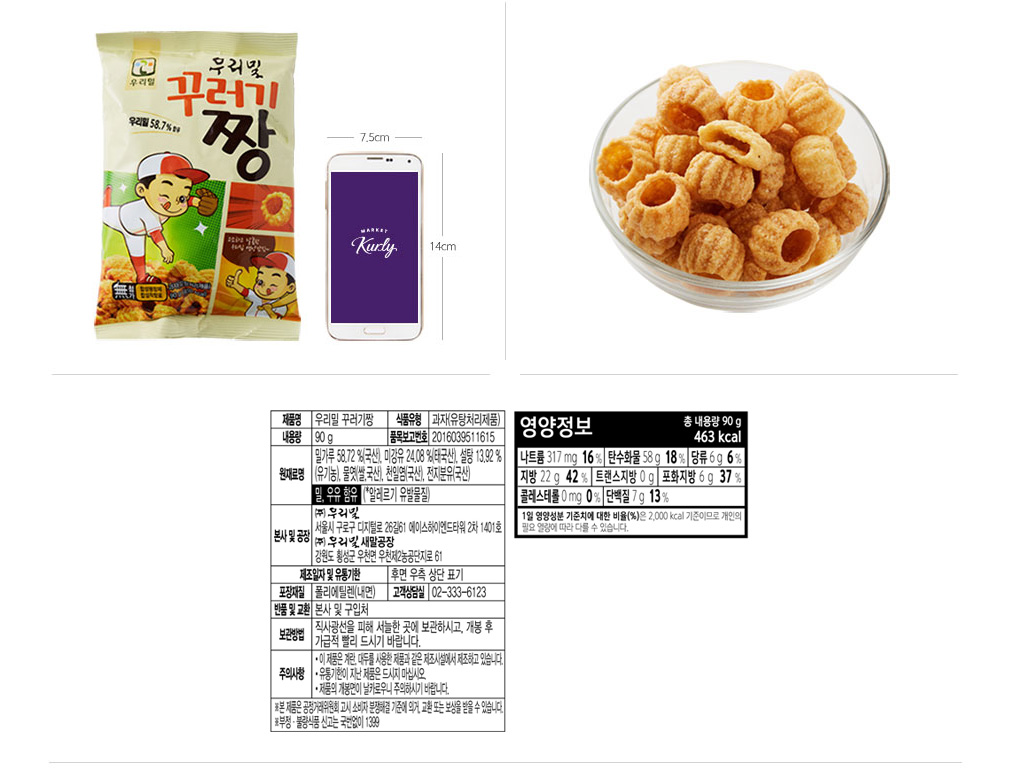 우리밀
우리밀
꾸러기
짱
우리밀 58.7% 함유
無 첨가
합성팽창제
합성착향료
7.5cm
MARKET
Kurly
14cm
제품명 우리밀 꾸러기짱 식품유형 과자(유탕처리제품)
내용량 90 g 품목보고번호 2016039511615
원재료명 밀가루 58.72 %(국산), 미강유 24.08 %(태국산), 설탕 13.92 %
(유기농), 물엿(쌀,국산), 천일염(국산), 전지분유(국산)
밀, 우유 함유 (*알레르기 유발물질)
본사 및 공장 ㈜우리밀
서울시 구로구 디지털로 26길61 에이스하이엔드타워 2차 1401호
㈜우리밀 새말공장
강원도 횡성군 우천면 우천제2농공단지로 61
제조일자 및 유통기한 후면 우측 상단 표기
포장재질 폴리에틸렌(내면) 고객상담실 02-333-6123
반품 및 교환 본사 및 구입처
보관방법 직사광선을 피해 서늘한 곳에 보관하시고, 개봉 후
가급적 빨리 드시기 바랍니다.
주의사항 • 이 제품은 계란, 대두를 사용한 제품과 같은 제조시설에서 제조하고 있습니다.
• 유통기한이 지난 제품은 드시지 마십시오.
• 제품의 개봉면이 날카로우니 주의하시기 바랍니다.
※본 제품은 공정거래위원회 고시 소비자 분쟁해결 기준에 의거, 교환 또는 보상을 받을 수 있습니다.
※부정·불량식품 신고는 국번없이 1399
영양정보 총 내용량 90 g
463 kcal
나트륨 317 mg 16 % 탄수화물 58 g 18 % 당류 6 g 6 %
지방 22 g 42 % 트랜스지방 0 g 포화지방 6 g 37 %
콜레스테롤 0 mg 0 % 단백질 7 g 13 %
1일 영양성분 기준치에 대한 비율(%)은 2,000 kcal 기준이므로 개인의
필요 열량에 따라 다를 수 있습니다.